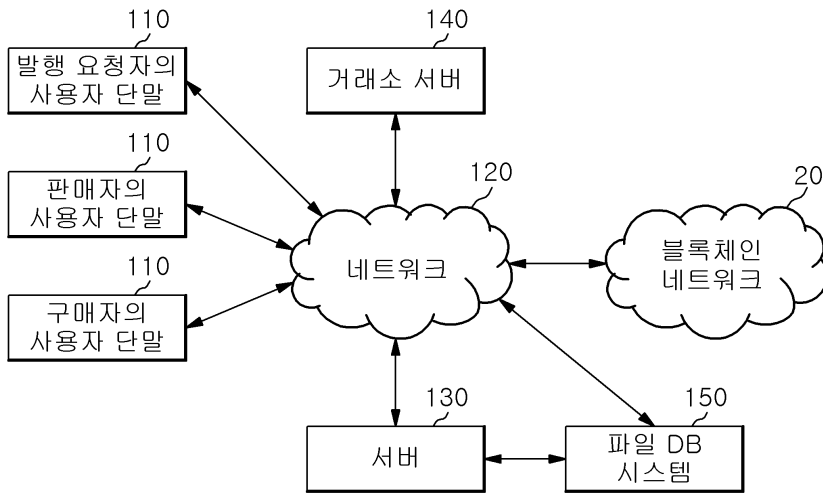 110
발행 요청자의
사용자 단말
140
거래소 서버
110
판매자의
사용자 단말
120
네트워크
20
블록체인
네트워크
110
구매자의
사용자 단말
130
서버
150
파일 DB
시스템